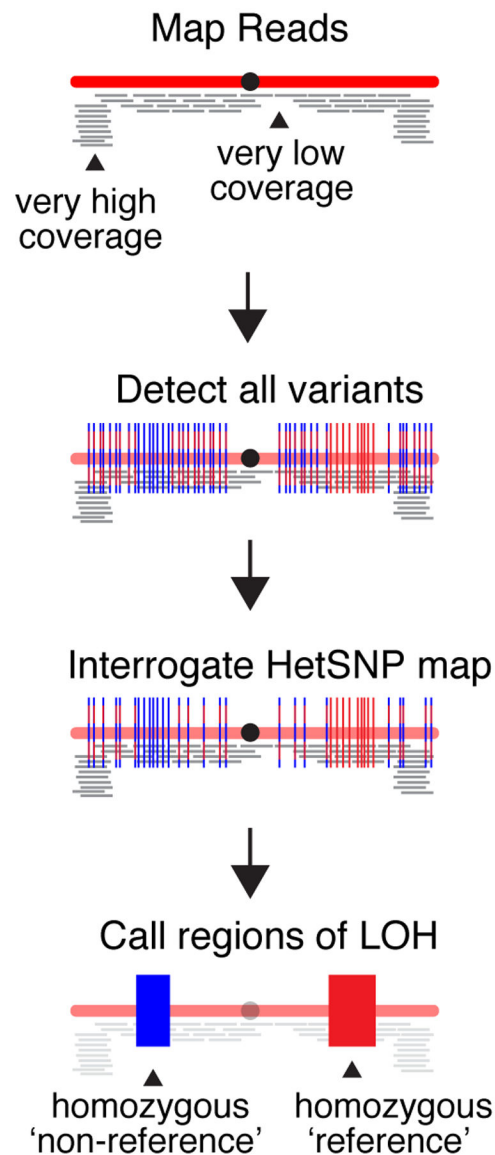 Map Reads
very low
coverage
very high
coverage
Detect all variants
Interrogate HetSNP map
Call regions of LOH
homozygous
'non-reference'
homozygous
'reference'